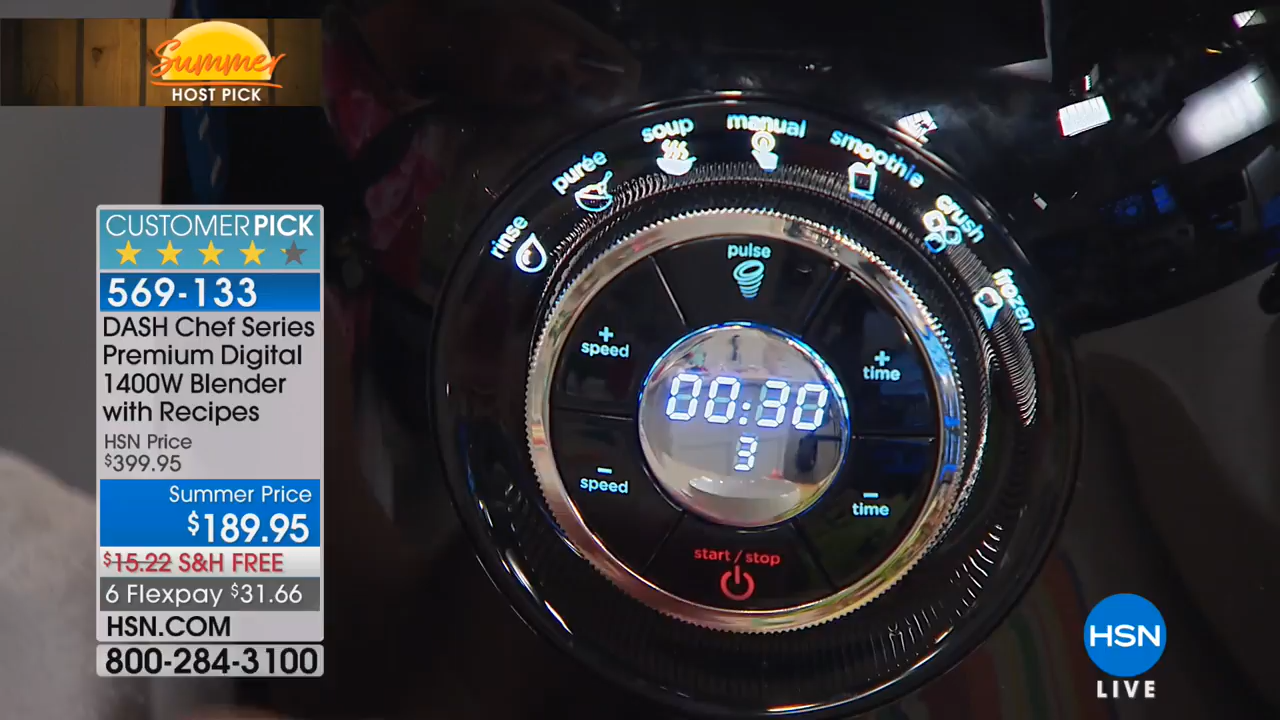 Summer
HOST PICK
CUSTOMER PICK
569-133
DASH Chef Series
Premium Digital
1400W Blender
with Recipes
HSN Price
$399.95
Summer Price
$189.95
$15.22 S&H FREE
6 Flexpay $31.66
HSN.COM
800-284-3100
rinse
purée
soup
manual
smoothie
crush
frozen
pulse
+
speed
+
time
00:30
3
−
speed
−
time
start / stop
HSN
LIVE